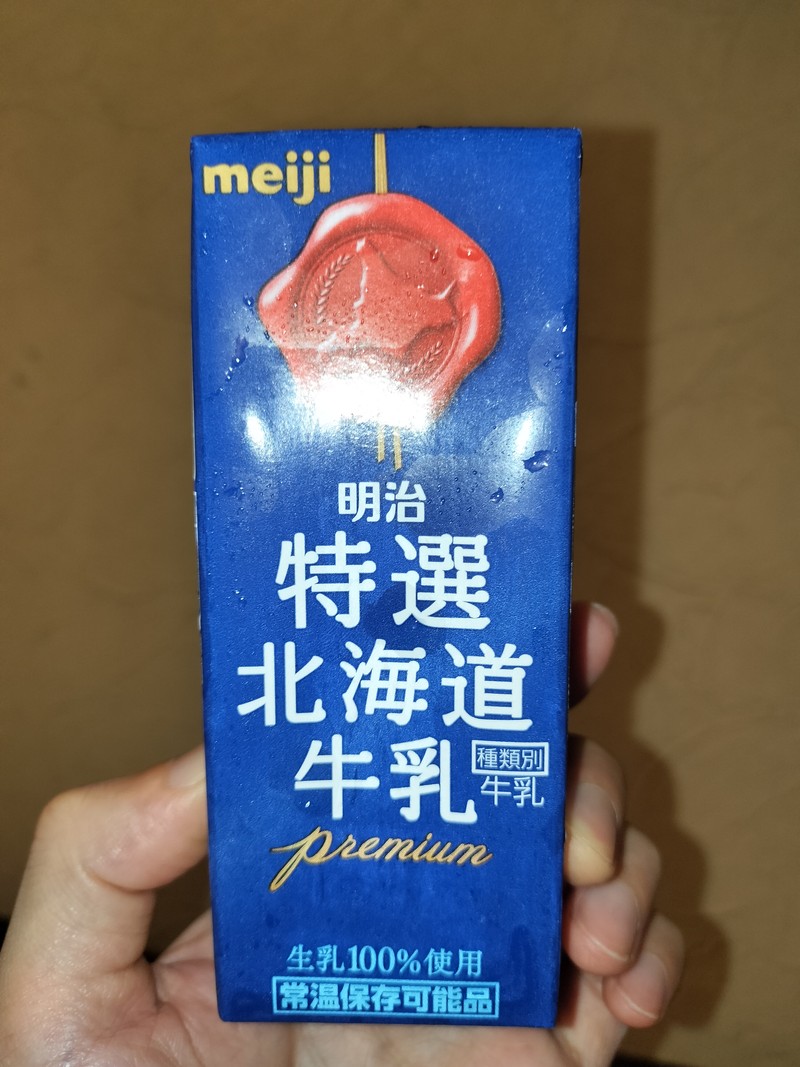 meiji
明治
特選
北海道
牛乳
種類別
牛乳
premium
生乳100%使用
常温保存可能品